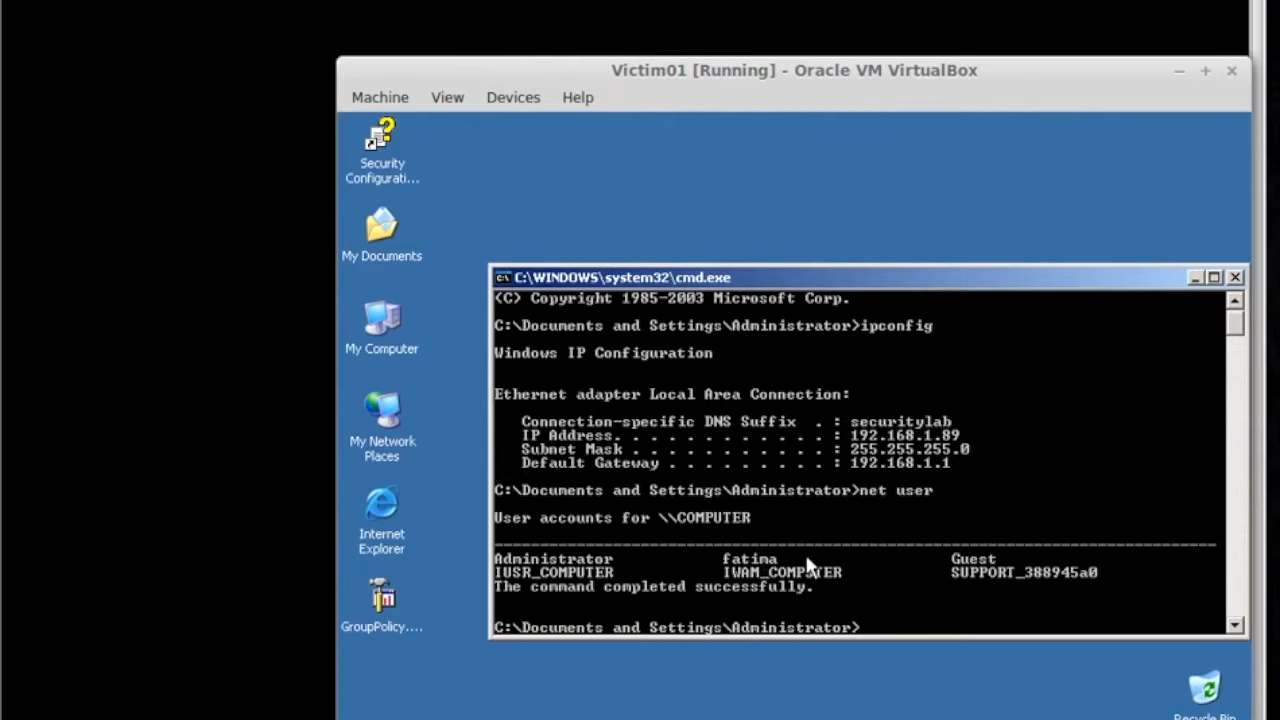 Victim01 [Running] - Oracle VM VirtualBox
Machine View Devices Help
Security
Configurati...
My Documents
My Computer
My Network
Places
Internet
Explorer
GroupPolicy....
C:\WINDOWS\system32\cmd.exe
(C) Copyright 1985-2003 Microsoft Corp.
C:\Documents and Settings\Administrator>ipconfig
Windows IP Configuration
Ethernet adapter Local Area Connection:
Connection-specific DNS Suffix . : securitylab
IP Address. . . . . . . . . . . . : 192.168.1.89
Subnet Mask . . . . . . . . . . . : 255.255.255.0
Default Gateway . . . . . . . . . : 192.168.1.1
C:\Documents and Settings\Administrator>net user
User accounts for \\COMPUTER
-------------------------------------------------------------------------------
Administrator fatima Guest
IUSR_COMPUTER IWAM_COMPUTER SUPPORT_388945a0
The command completed successfully.
C:\Documents and Settings\Administrator>
Recycle Bin